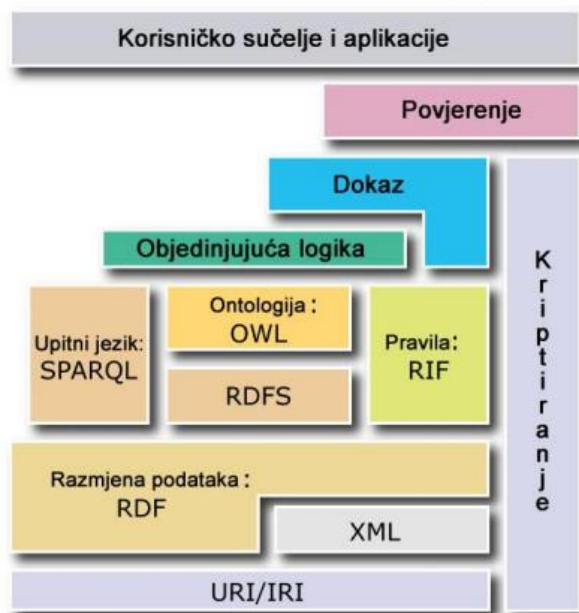 Korisničko sučelje i aplikacije
Povjerenje
Dokaz
Objedinjujuća logika
Upitni jezik:
SPARQL
Ontologija :
OWL
RDFS
Pravila:
RIF
Kriptiranje
Razmjena podataka :
RDF
XML
URI/IRI